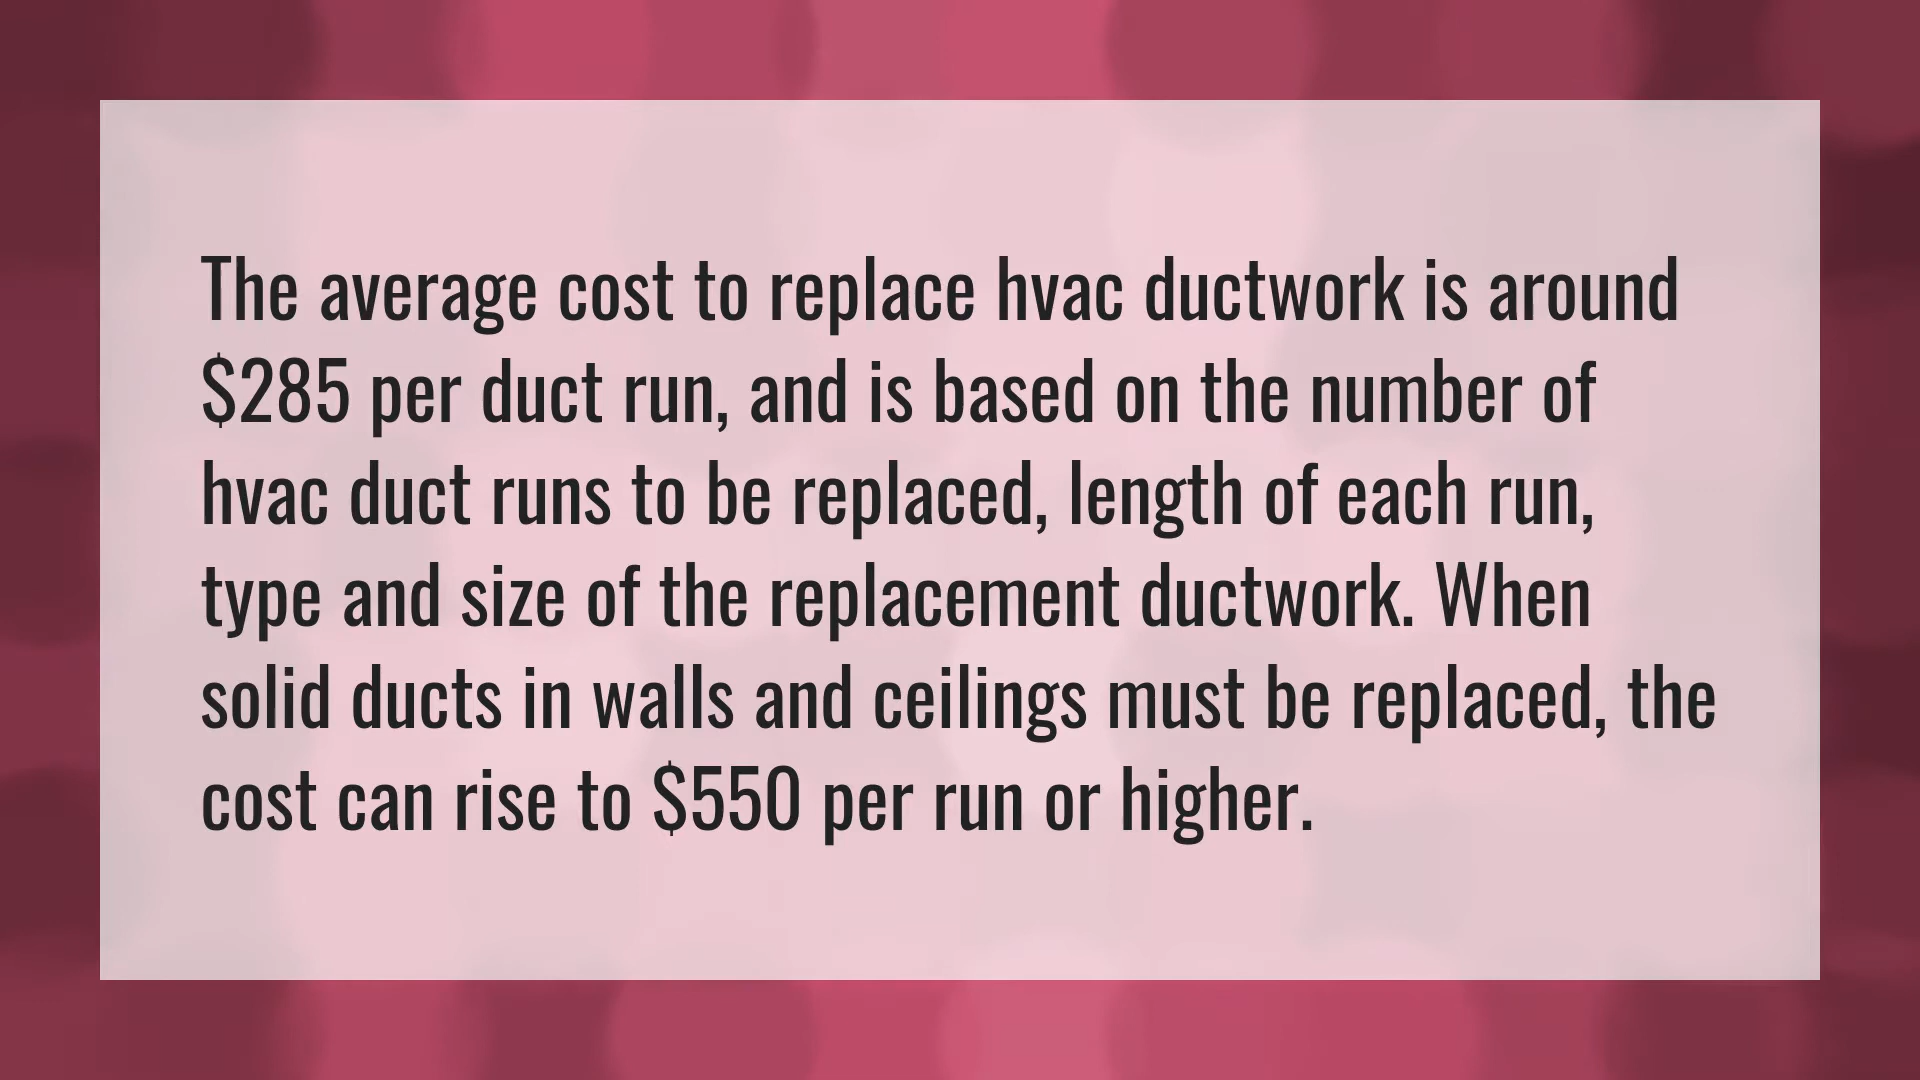 The average cost to replace hvac ductwork is around
$285 per duct run, and is based on the number of
hvac duct runs to be replaced, length of each run,
type and size of the replacement ductwork. When
solid ducts in walls and ceilings must be replaced, the
cost can rise to $550 per run or higher.